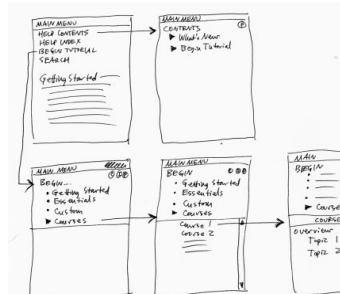 MAIN MENU
HELP CONTENTS
HELP INDEX
BEGIN TUTORIAL
SEARCH
Getting Started
MAIN MENU
CONTENTS
What's New
Begin Tutorial
MAIN MENU
BEGIN...
• Getting Started
• Essentials
• Custom
Courses
MAIN MENU
BEGIN
• Getting Started
• Essentials
• Custom
Courses
Course 1
Course 2
MAIN
BEGIN
Course
COURSE
Overview
Topic 1
Topic 2